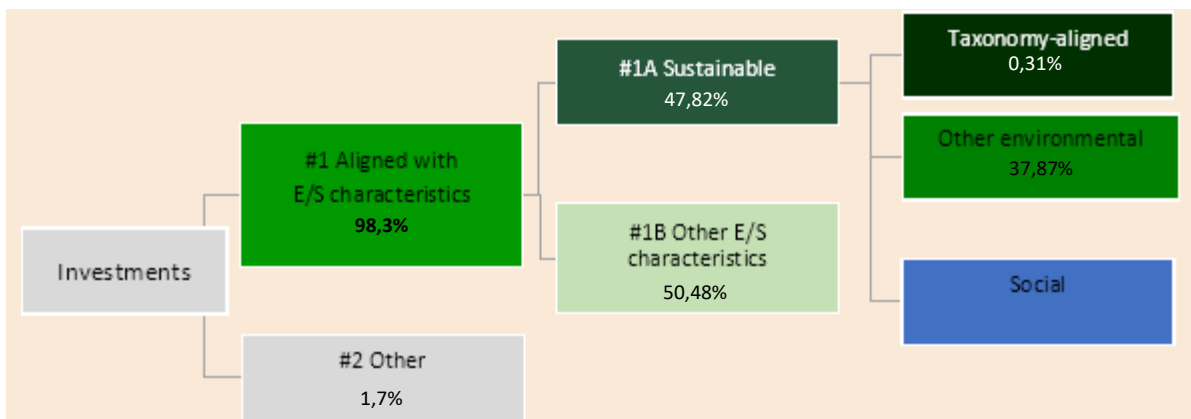 Investments
#1 Aligned with
E/S characteristics
98,3%
#2 Other
1,7%
#1A Sustainable
47,82%
#1B Other E/S
characteristics
50,48%
Taxonomy-aligned
0,31%
Other environmental
37,87%
Social